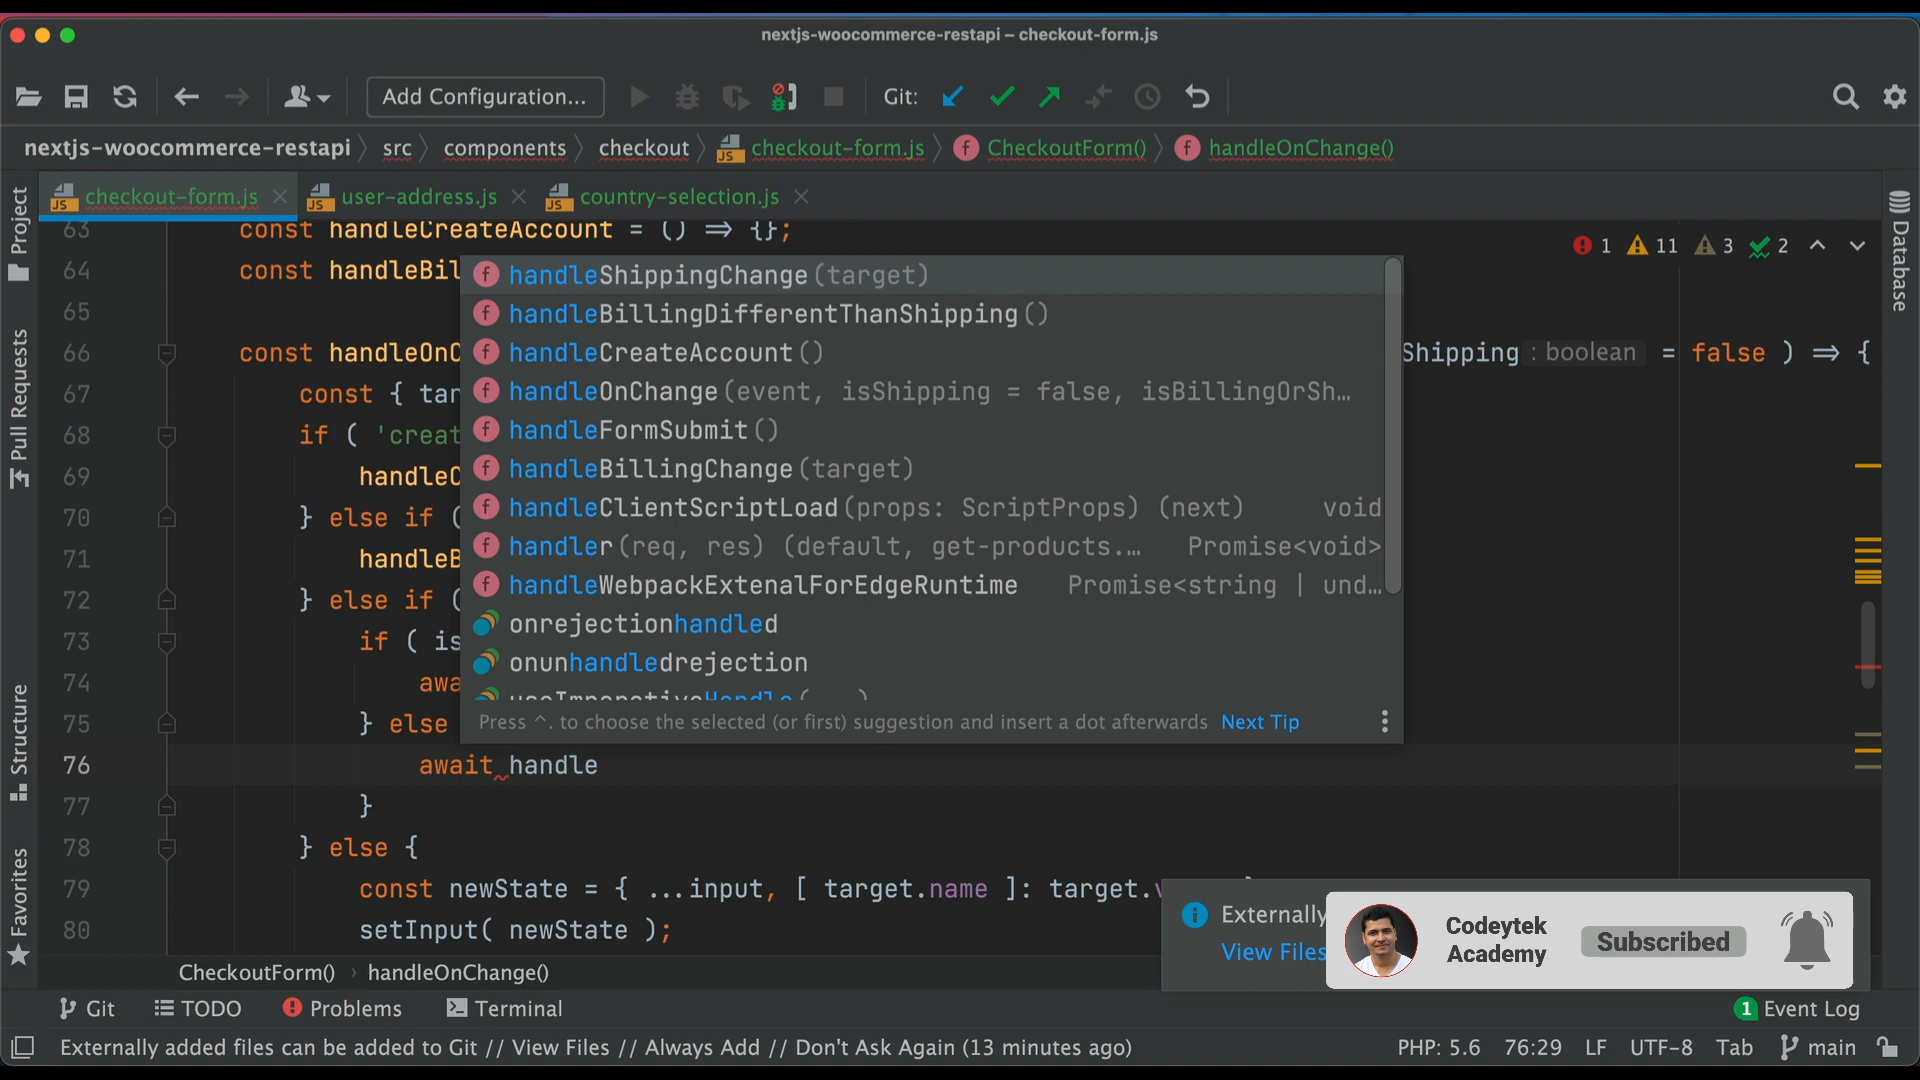 nextjs-woocommerce-restapi – checkout-form.js
Add Configuration...
Git:
nextjs-woocommerce-restapi
src
components
checkout
checkout-form.js
CheckoutForm()
handleOnChange()
checkout-form.js
user-address.js
country-selection.js
Project
Pull Requests
Structure
Favorites
Database
1 11 3 2
63 const handleCreateAccount = () => {};
64 const handleBil
65
66 const handleOnC Shipping : boolean = false ) => {
67 const { tar
68 if ( 'creat
69 handleC
70 } else if (
71 handleB
72 } else if (
73 if ( is
74 awa
75 } else
76 await handle
77 }
78 } else {
79 const newState = { ...input, [ target.name ]: target.v
80 setInput( newState );
handleShippingChange(target)
handleBillingDifferentThanShipping()
handleCreateAccount()
handleOnChange(event, isShipping = false, isBillingOrSh…
handleFormSubmit()
handleBillingChange(target)
handleClientScriptLoad(props: ScriptProps) (next) void
handler(req, res) (default, get-products.… Promise<void>
handleWebpackExtenalForEdgeRuntime Promise<string | und…
onrejectionhandled
onunhandledrejection
useImperativeHandle( )
Press ^. to choose the selected (or first) suggestion and insert a dot afterwards Next Tip
Externally
View Files
Codeytek
Academy
Subscribed
CheckoutForm() › handleOnChange()
Git
TODO
Problems
Terminal
1 Event Log
Externally added files can be added to Git // View Files // Always Add // Don't Ask Again (13 minutes ago)
PHP: 5.6 76:29 LF UTF-8 Tab main